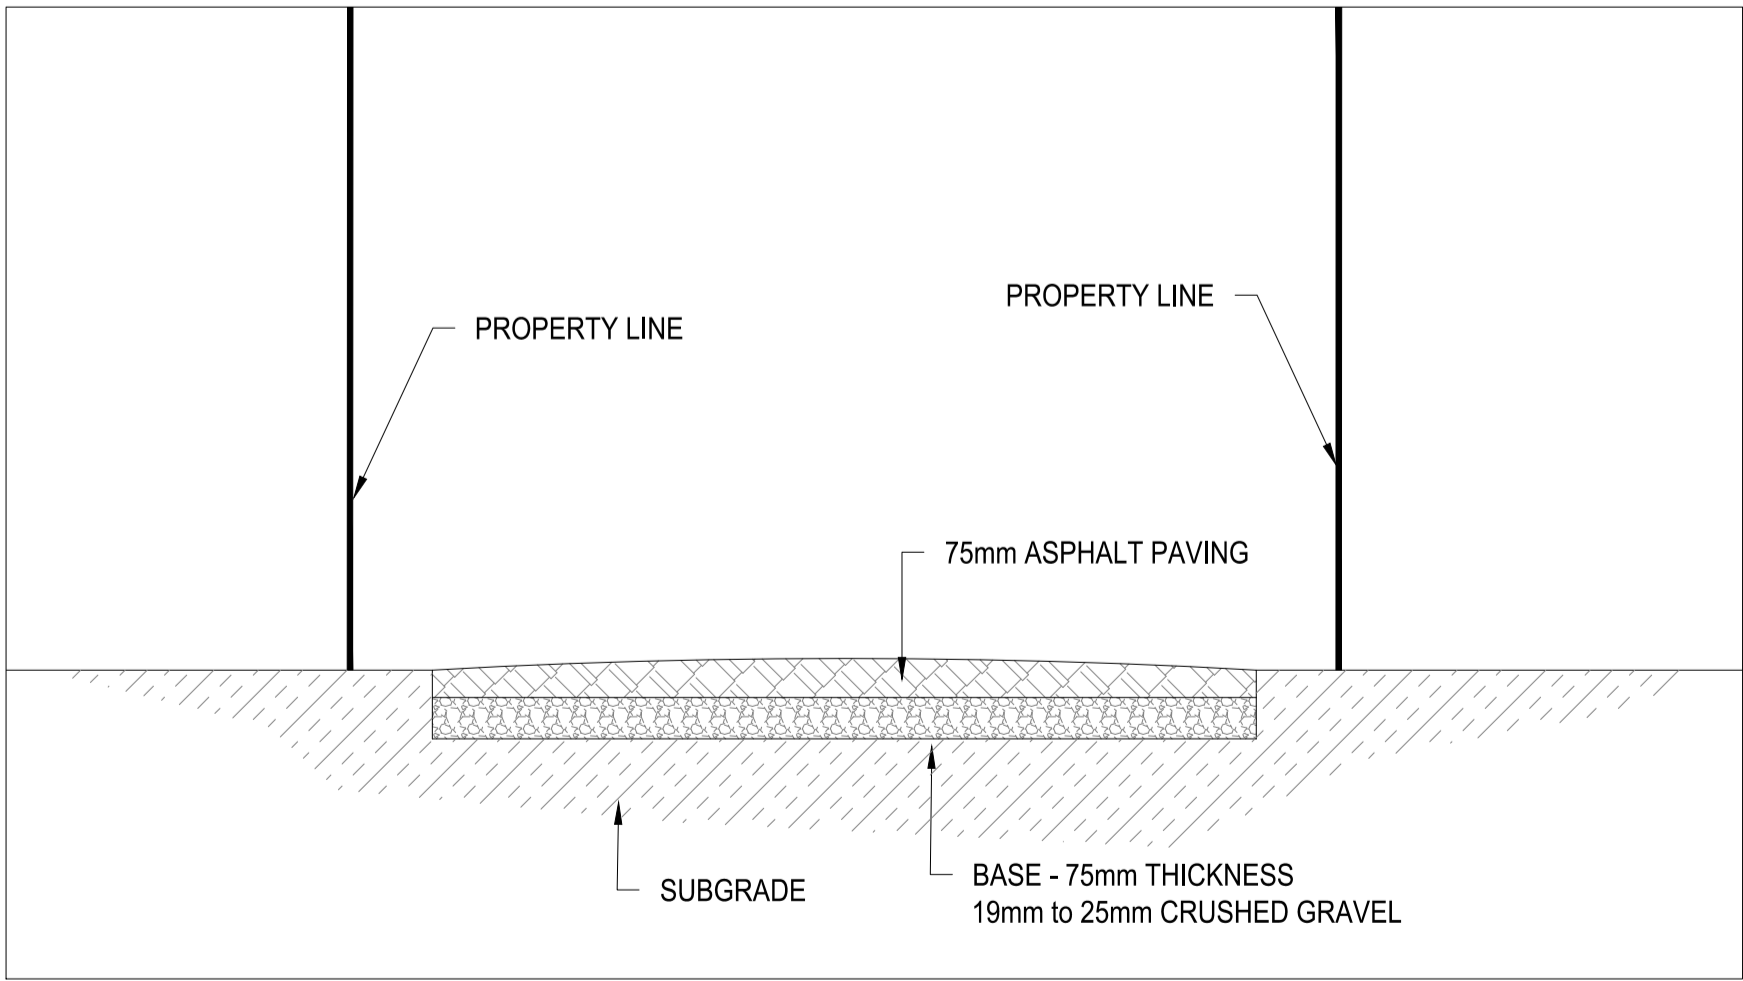 PROPERTY LINE
PROPERTY LINE
75mm ASPHALT PAVING
BASE - 75mm THICKNESS
19mm to 25mm CRUSHED GRAVEL
SUBGRADE